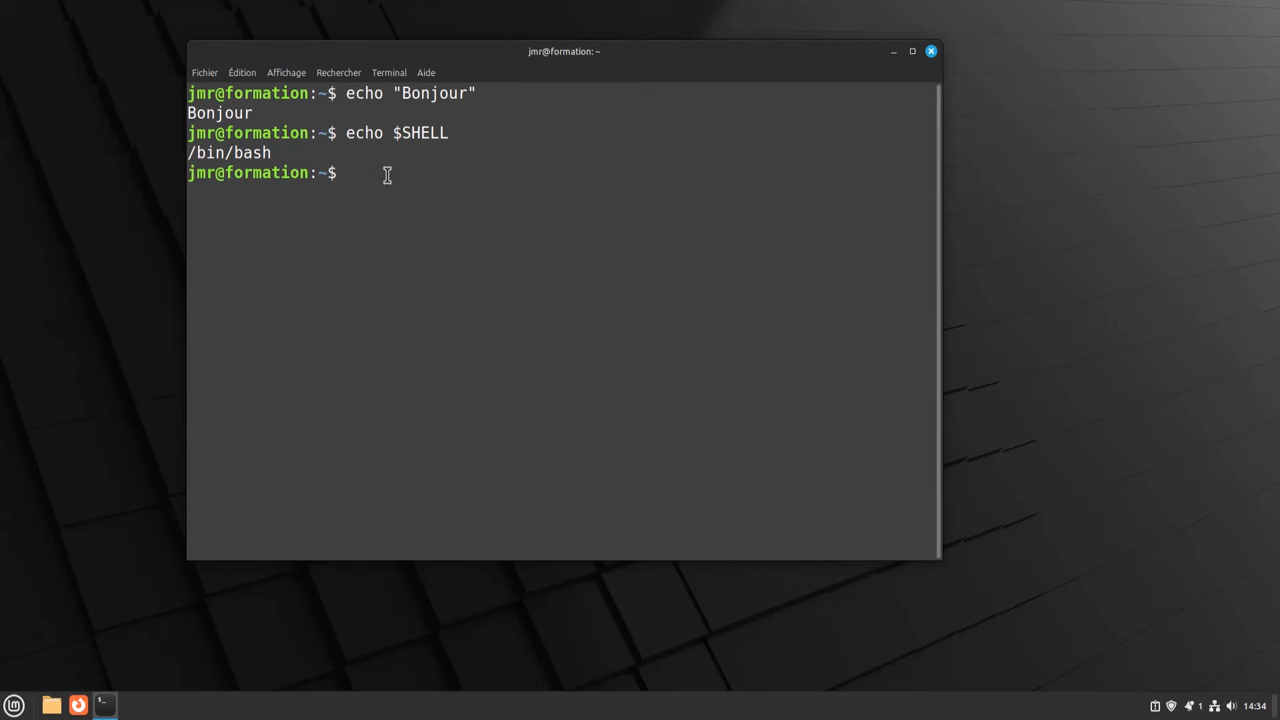 jmr@formation: ~
Fichier Édition Affichage Rechercher Terminal Aide
jmr@formation:~$ echo "Bonjour"
Bonjour
jmr@formation:~$ echo $SHELL
/bin/bash
jmr@formation:~$
1 14:34